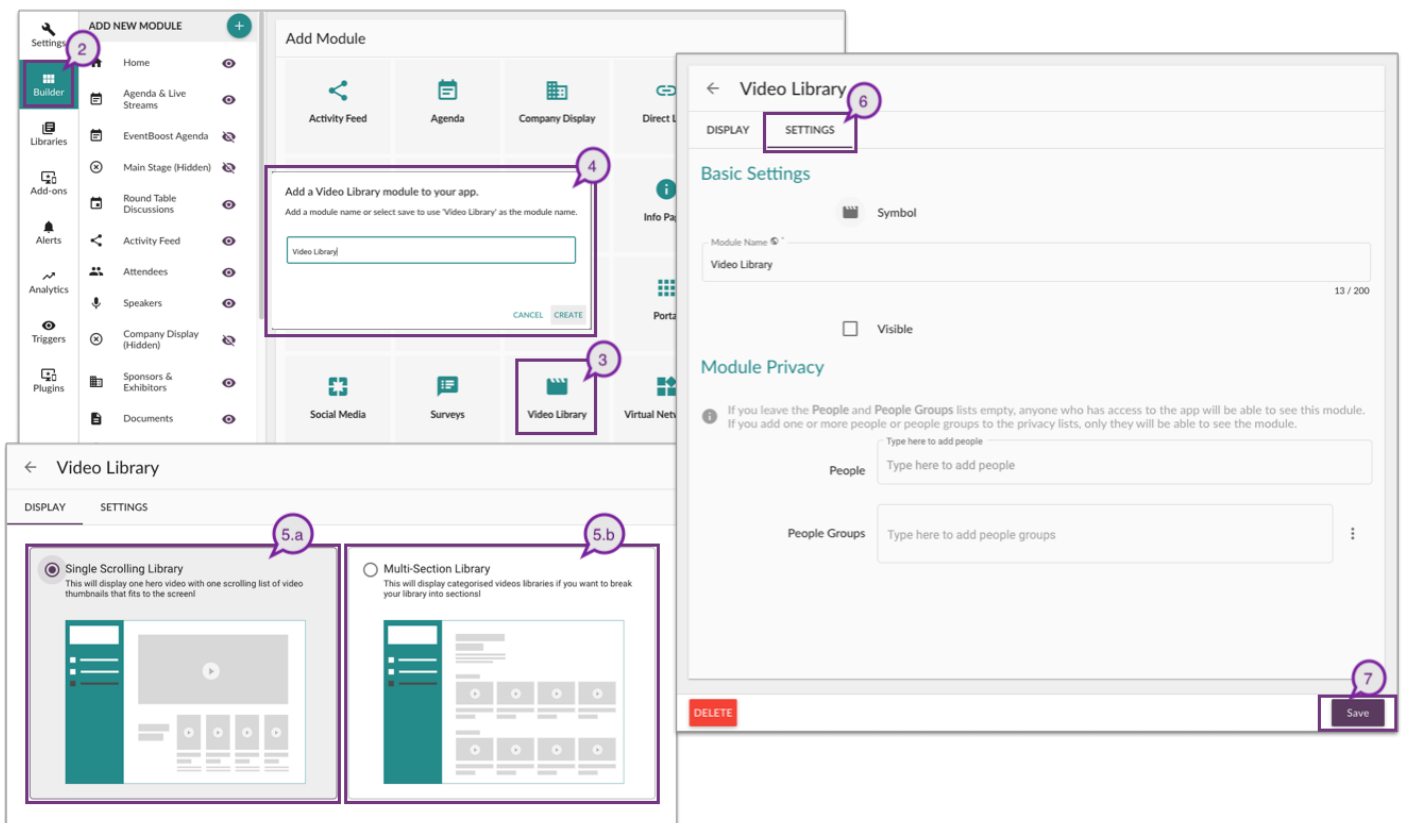 Settings
2
Builder
Libraries
Add-ons
Alerts
Analytics
Triggers
Plugins
ADD NEW MODULE
+
Home
Agenda & Live
Streams
EventBoost Agenda
Main Stage (Hidden)
Round Table
Discussions
Activity Feed
Attendees
Speakers
Company Display
(Hidden)
Sponsors &
Exhibitors
Documents
Add Module
Activity Feed
Agenda
Company Display
Direct L
4
Add a Video Library module to your app.
Add a module name or select save to use 'Video Library' as the module name.
Video Library
CANCEL CREATE
Info Pa
Porta
3
Social Media
Surveys
Video Library
Virtual Netw
Video Library
DISPLAY SETTINGS
5.a
Single Scrolling Library
This will display one hero video with one scrolling list of video
thumbnails that fits to the screen!
5.b
Multi-Section Library
This will display categorised videos libraries if you want to break
your library into sections!
Video Library
6
DISPLAY SETTINGS
Basic Settings
Symbol
Module Name
Video Library
13 / 200
Visible
Module Privacy
If you leave the People and People Groups lists empty, anyone who has access to the app will be able to see this module.
If you add one or more people or people groups to the privacy lists, only they will be able to see the module.
Type here to add people
People
Type here to add people
People Groups
Type here to add people groups
7
DELETE
Save